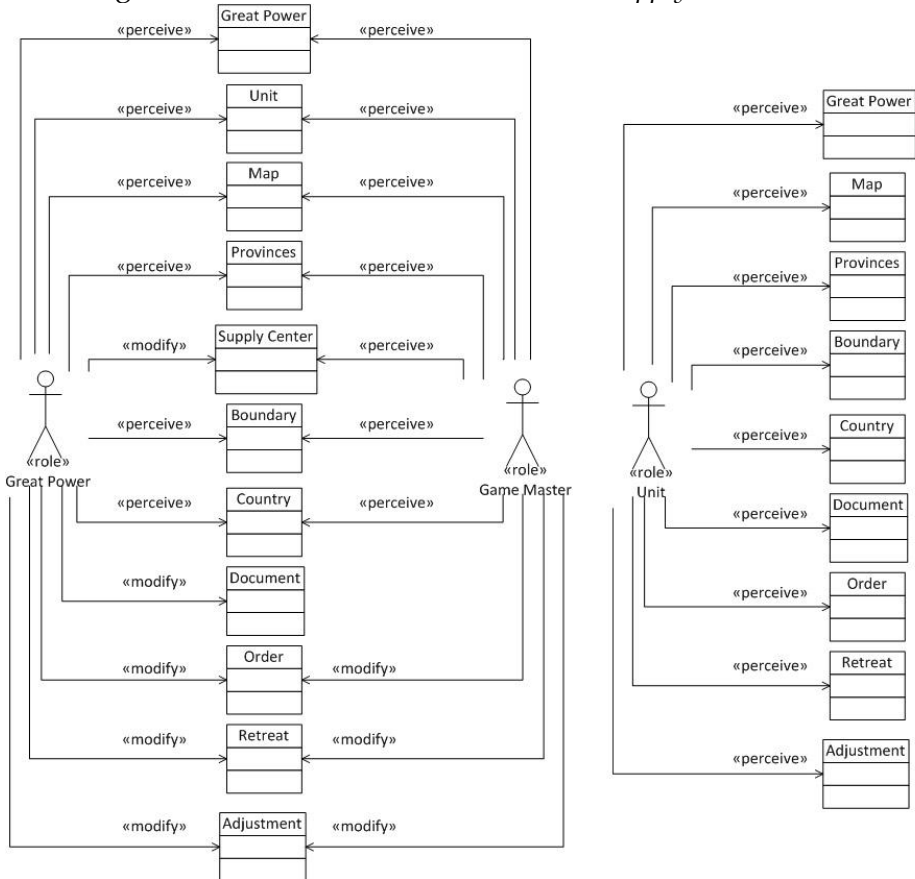 Great Power
«perceive» «perceive»
Unit
«perceive» «perceive»
Map
«perceive» «perceive»
Provinces
«perceive» «perceive»
Supply Center
«modify» «perceive»
Boundary
«perceive» «perceive»
«role»
Great Power
«role»
Game Master
Country
«perceive» «perceive»
Document
«modify»
Order
«modify» «modify»
Retreat
«modify» «modify»
Adjustment
«modify» «modify»
Great Power
«perceive»
Map
«perceive»
Provinces
«perceive»
Boundary
«perceive»
Country
«perceive»
«role»
Unit
Document
«perceive»
Order
«perceive»
Retreat
«perceive»
Adjustment
«perceive»